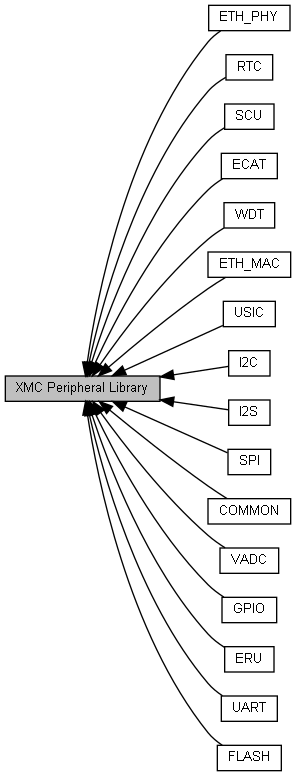 ETH_PHY
RTC
SCU
ECAT
WDT
ETH_MAC
USIC
I2C
XMC Peripheral Library
I2S
SPI
COMMON
VADC
GPIO
ERU
UART
FLASH